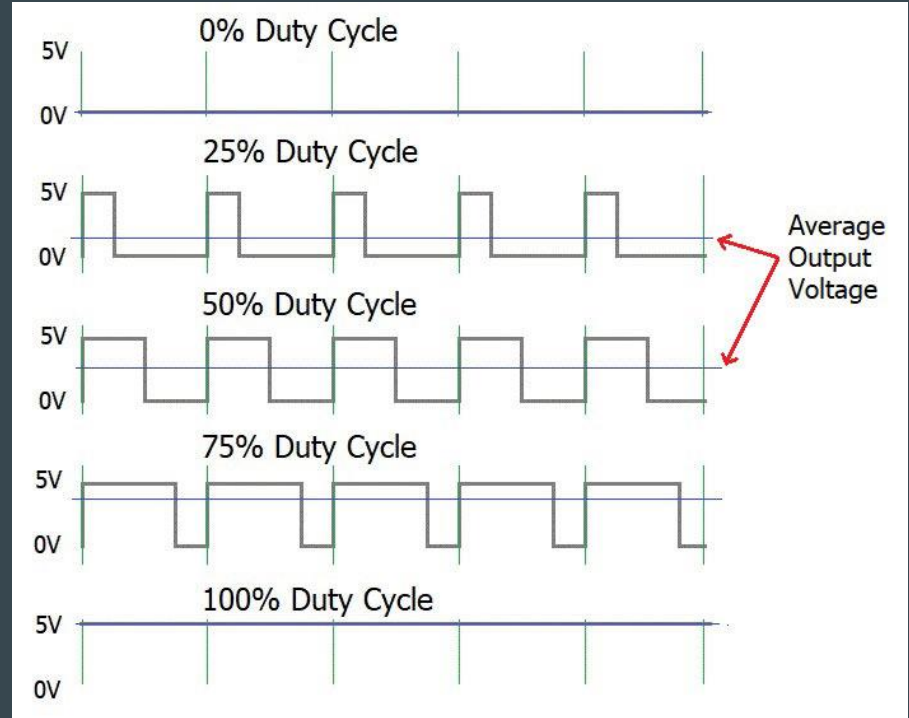 0% Duty Cycle
5V
0V
25% Duty Cycle
5V
0V
Average
Output
Voltage
50% Duty Cycle
5V
0V
75% Duty Cycle
5V
0V
100% Duty Cycle
5V
0V